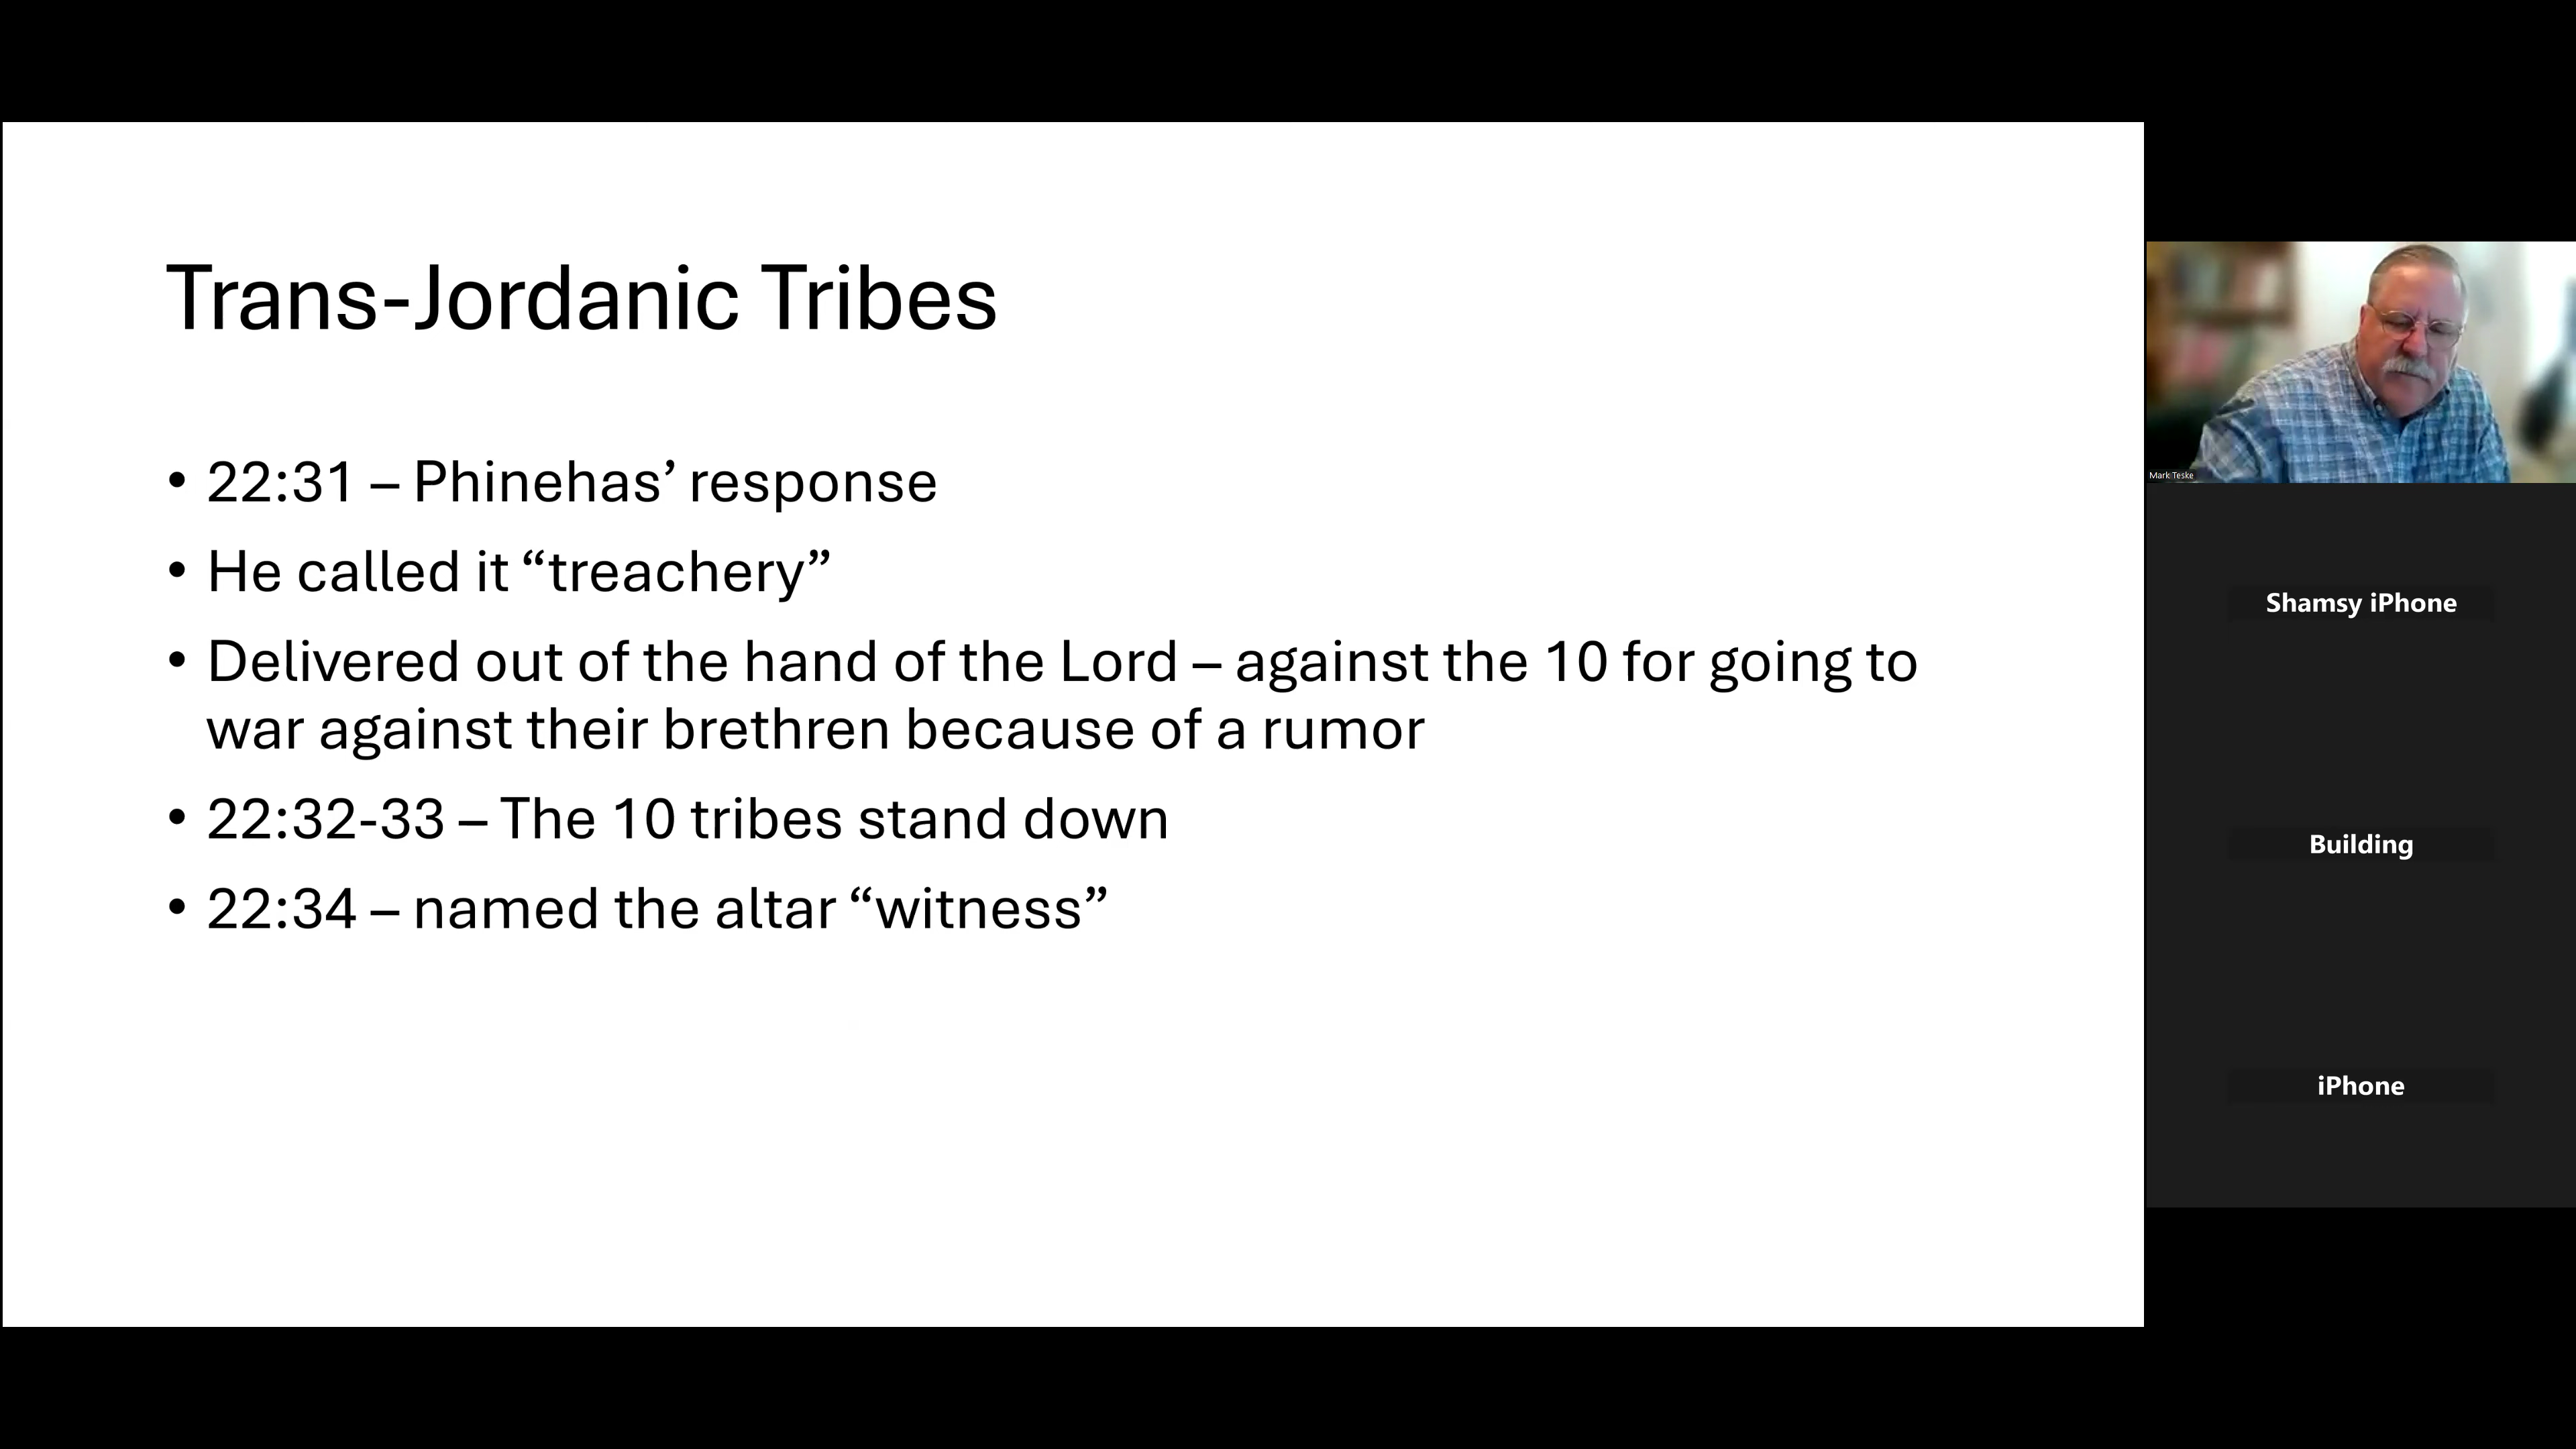 Trans-Jordanic Tribes
• 22:31 – Phinehas’ response
• He called it “treachery”
• Delivered out of the hand of the Lord – against the 10 for going to
war against their brethren because of a rumor
• 22:32-33 – The 10 tribes stand down
• 22:34 – named the altar “witness”
Mark Teske
Shamsy iPhone
Building
iPhone